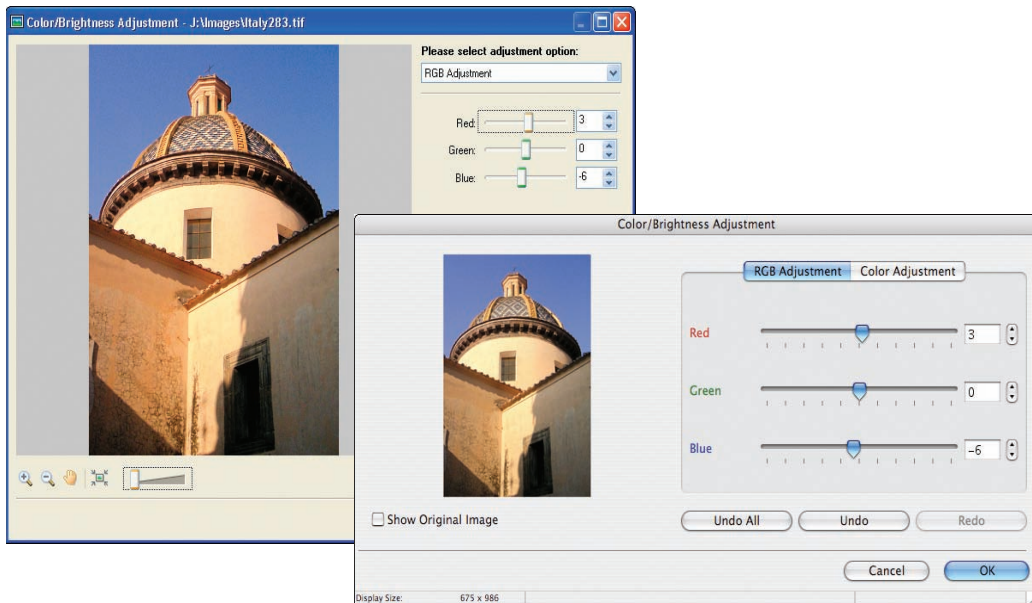 Color/Brightness Adjustment - J:\Images\Italy283.tif
Please select adjustment option:
RGB Adjustment
Red: 3
Green: 0
Blue: -6
Color/Brightness Adjustment
RGB Adjustment Color Adjustment
Red 3
Green 0
Blue -6
Show Original Image
Undo All Undo Redo
Cancel OK
Display Size: 675 x 986